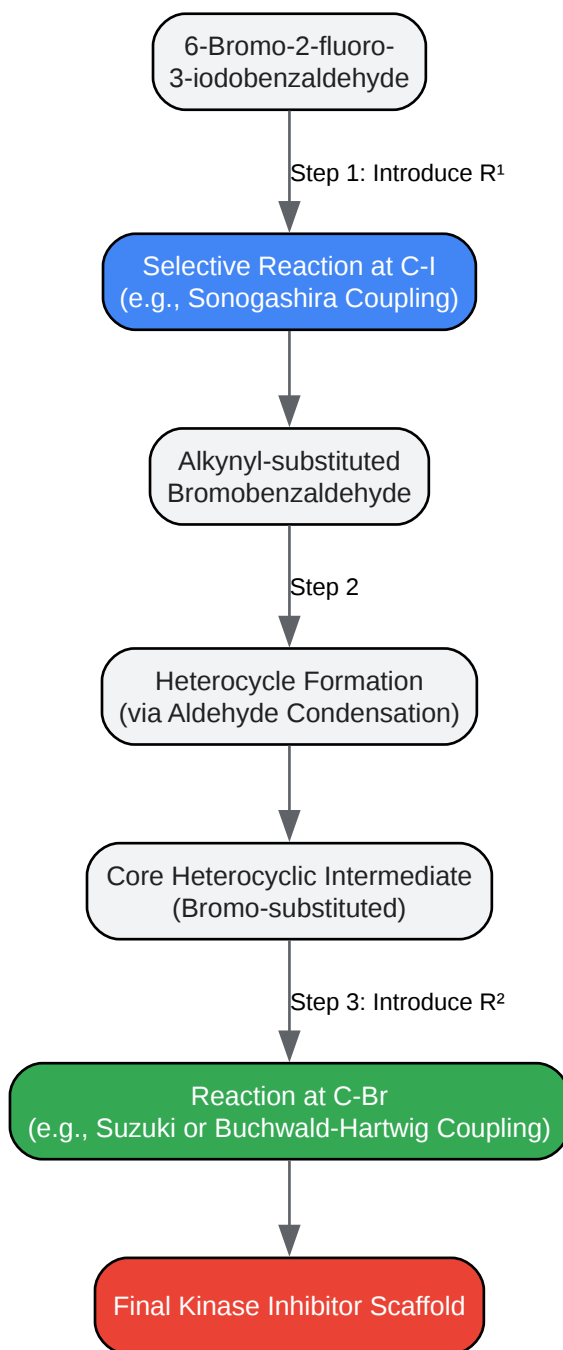 6-Bromo-2-fluoro-
3-iodobenzaldehyde
Step 1: Introduce R¹
Selective Reaction at C-I
(e.g., Sonogashira Coupling)
Alkynyl-substituted
Bromobenzaldehyde
Step 2
Heterocycle Formation
(via Aldehyde Condensation)
Core Heterocyclic Intermediate
(Bromo-substituted)
Step 3: Introduce R²
Reaction at C-Br
(e.g., Suzuki or Buchwald-Hartwig Coupling)
Final Kinase Inhibitor Scaffold